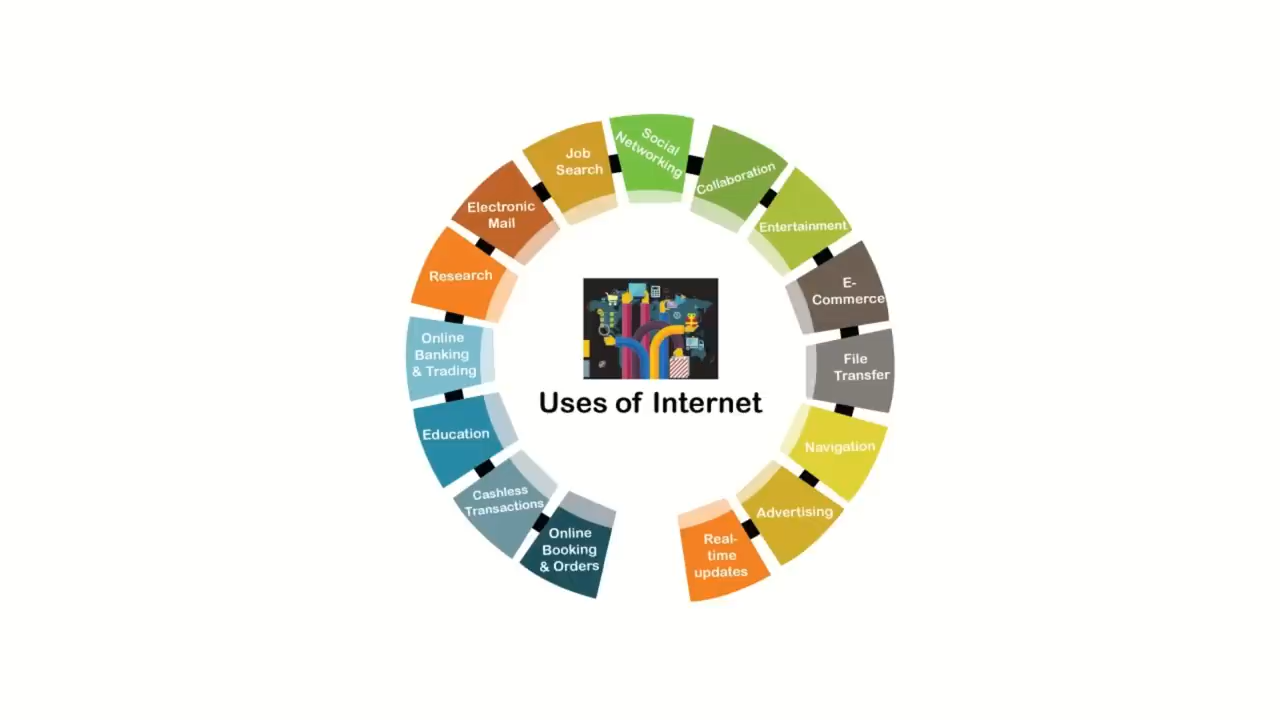 Online
Booking
& Orders
Cashless
Transactions
Education
Online
Banking
& Trading
Research
Electronic
Mail
Job
Search
Social
Networking
Collaboration
Entertainment
E-
Commerce
File
Transfer
Navigation
Advertising
Real-
time
updates
Uses of Internet